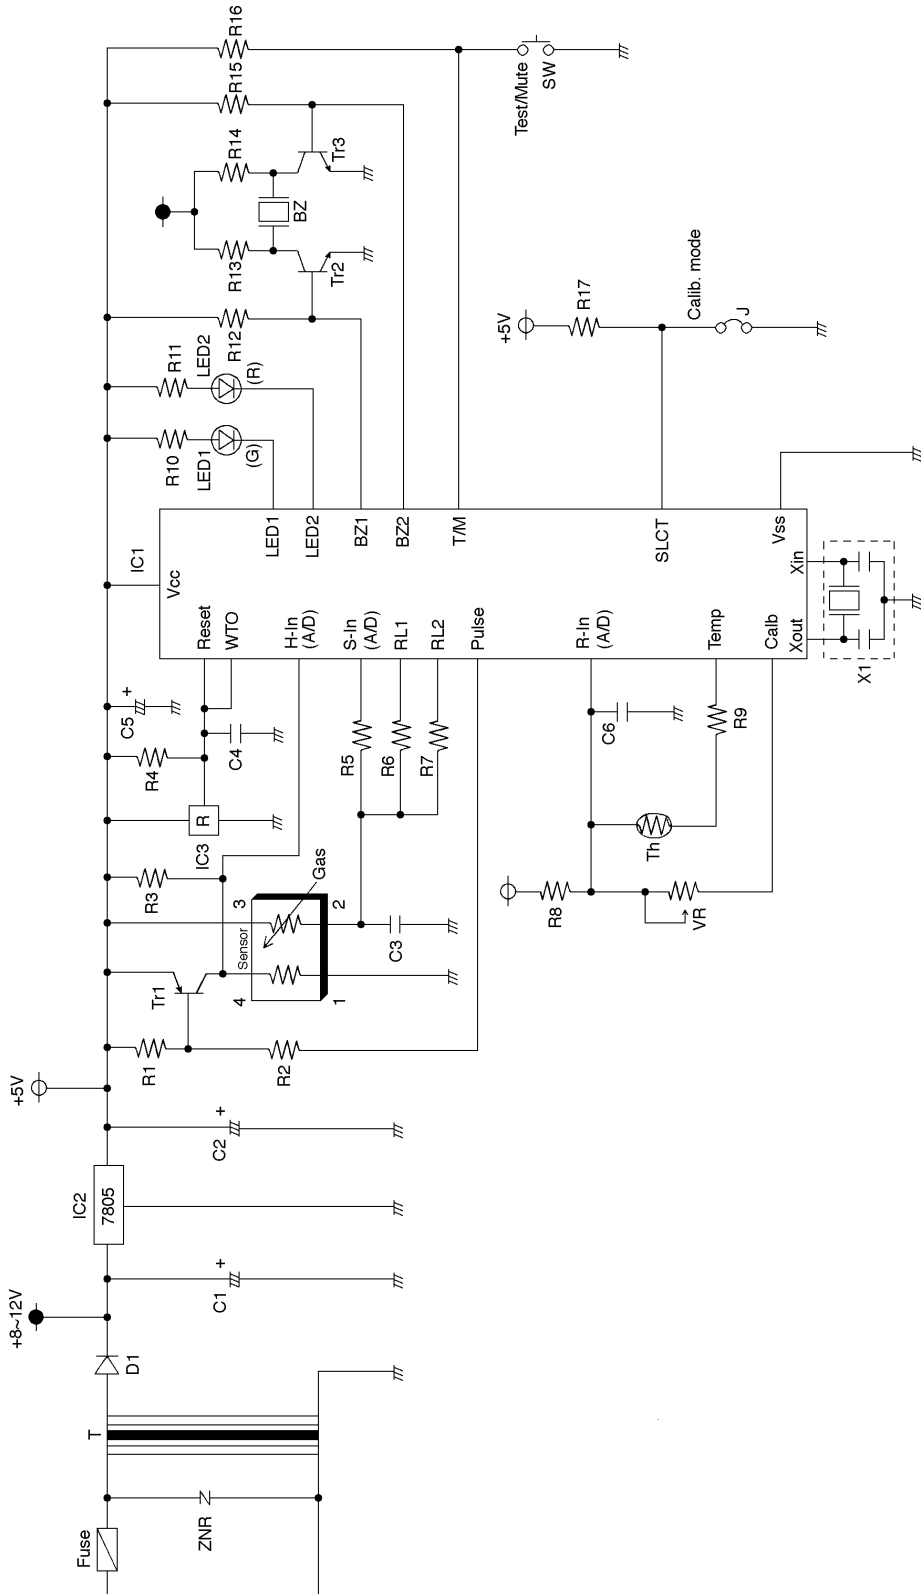 Fuse
ZNR
T
D1
+8~12V
C1
+
IC2
7805
C2
+
+5V
R1
R2
Tr1
R3
Sensor
4
3
1
2
Gas
IC3
R
R4
C4
C5
+
C3
R5
R6
R7
IC1
Vcc
Reset
WTO
H-In
(A/D)
S-In
(A/D)
RL1
RL2
Pulse
R-In
(A/D)
Temp
Calb
Xout
Xin
Vss
SLCT
T/M
BZ2
BZ1
LED2
LED1
X1
R8
VR
Th
R9
C6
R10
LED1
(G)
R11
LED2
(R)
R12
R13
Tr2
BZ
R14
Tr3
R15
R16
Test/Mute
SW
+5V
R17
Calib. mode
J